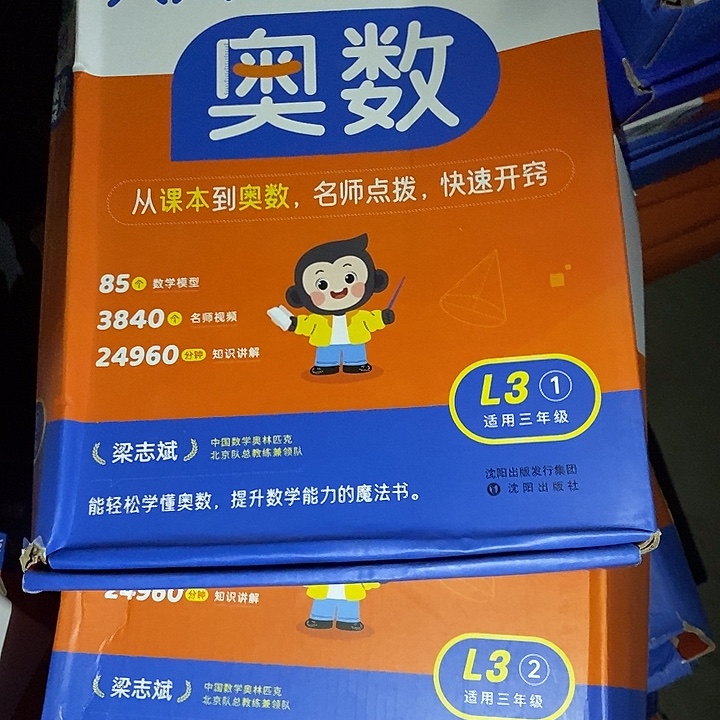 奥数
从课本到奥数，名师点拨，快速开窍
85个 数学模型
3840个 名师视频
24960分钟 知识讲解
L3 ①
适用三年级
梁志斌
中国数学奥林匹克
北京队总教练兼领队
沈阳出版发行集团
沈阳出版社
能轻松学懂奥数，提升数学能力的魔法书。
24960分钟 知识讲解
L3 ②
适用三年级
梁志斌
中国数学奥林匹克
北京队总教练兼领队